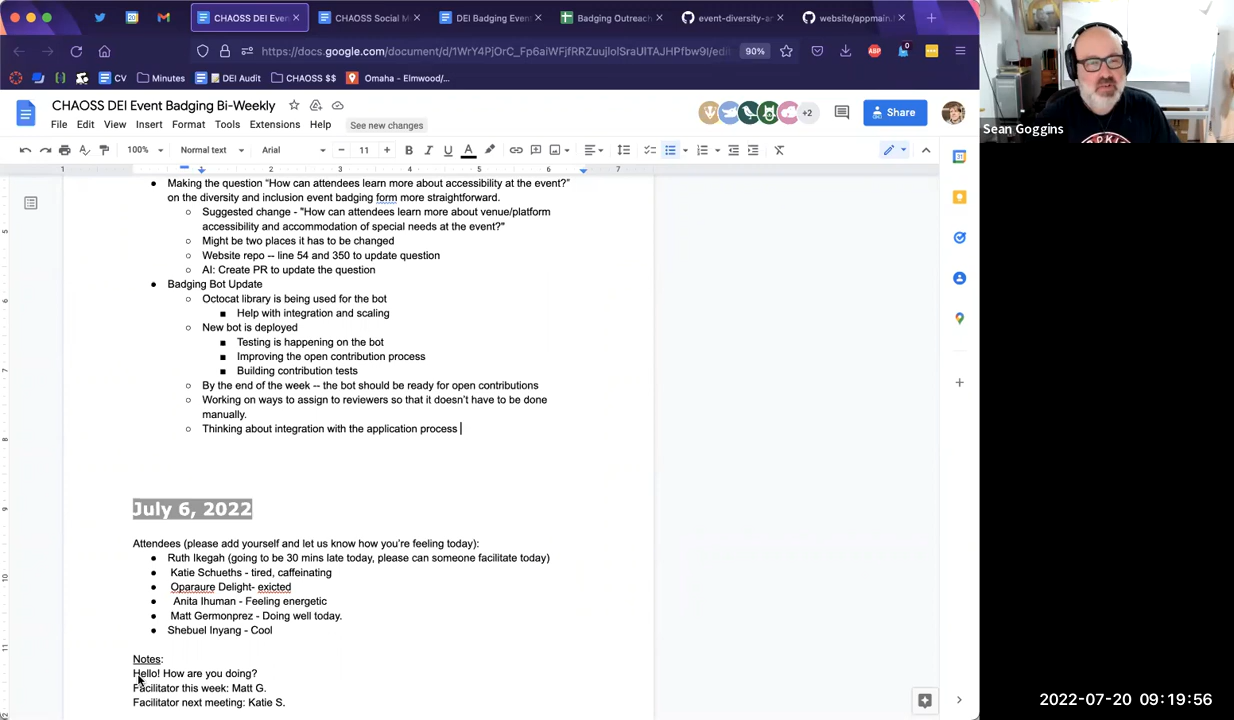 CHAOSS DEI Even
CHAOSS Social M
DEI Badging Even
Badging Outreach
event-diversity-a
website/appmain.
https://docs.google.com/document/d/1WrY4PjOrC_Fp6aiWFjfRRZuujlolSraUlTAJHPfbw9I/edi
90%
CV
Minutes
DEI Audit
CHAOSS $$
Omaha - Elmwood/...
CHAOSS DEI Event Badging Bi-Weekly
File Edit View Insert Format Tools Extensions Help
See new changes
+2
Share
Sean Goggins
100%
Normal text
Arial
11
1 2 3 4 5 6 7
Making the question "How can attendees learn more about accessibility at the event?"
on the diversity and inclusion event badging form more straightforward.
Suggested change - "How can attendees learn more about venue/platform
accessibility and accommodation of special needs at the event?"
Might be two places it has to be changed
Website repo -- line 54 and 350 to update question
AI: Create PR to update the question
Badging Bot Update
Octocat library is being used for the bot
Help with integration and scaling
New bot is deployed
Testing is happening on the bot
Improving the open contribution process
Building contribution tests
By the end of the week -- the bot should be ready for open contributions
Working on ways to assign to reviewers so that it doesn't have to be done
manually.
Thinking about integration with the application process
July 6, 2022
Attendees (please add yourself and let us know how you're feeling today):
Ruth Ikegah (going to be 30 mins late today, please can someone facilitate today)
Katie Schueths - tired, caffeinating
Oparaure Delight- exicted
Anita Ihuman - Feeling energetic
Matt Germonprez - Doing well today.
Shebuel Inyang - Cool
Notes:
Hello! How are you doing?
Facilitator this week: Matt G.
Facilitator next meeting: Katie S.
2022-07-20 09:19:56